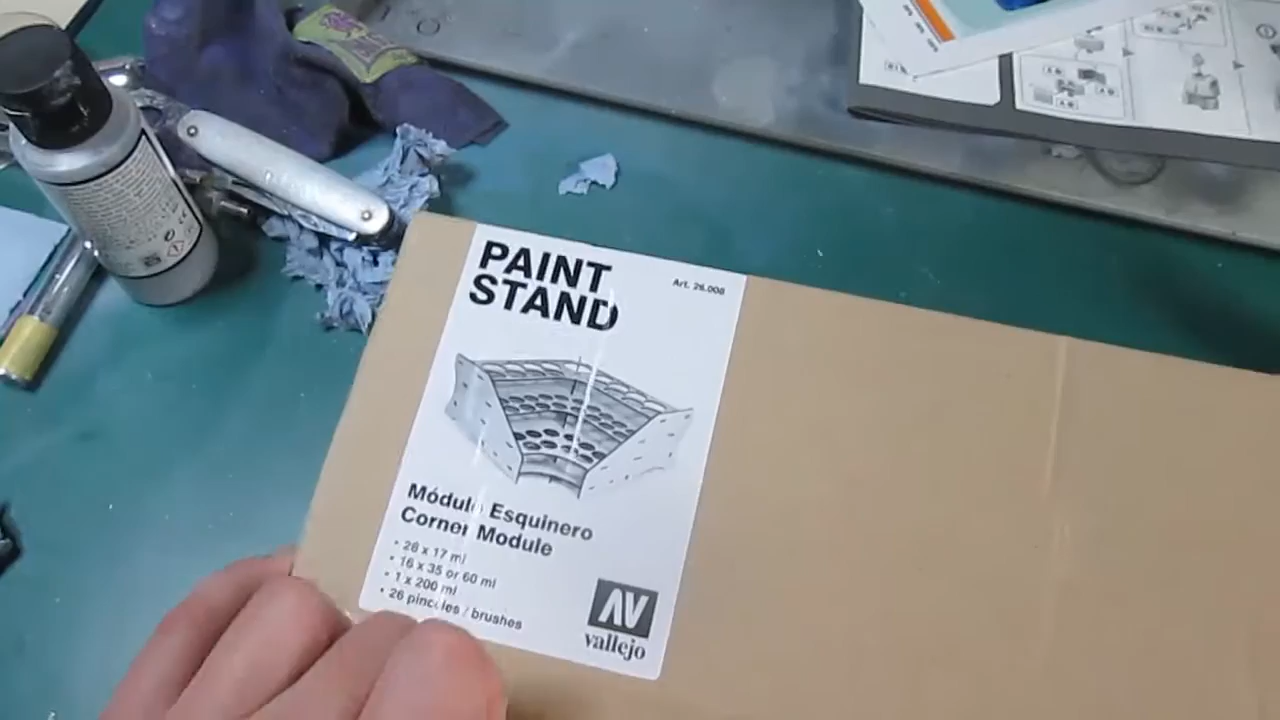 PAINT
STAND
Art. 26.008
Módulo Esquinero
Corner Module
• 28 x 17 ml
• 16 x 35 or 60 ml
• 1 x 200 ml
• 26 pinceles / brushes
AV
vallejo